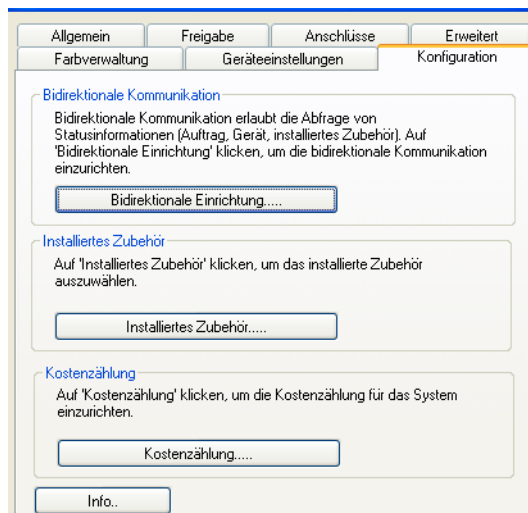 Allgemein Freigabe Anschlüsse Erweitert
Farbverwaltung Geräteeinstellungen Konfiguration
Bidirektionale Kommunikation
Bidirektionale Kommunikation erlaubt die Abfrage von
Statusinformationen (Auftrag, Gerät, installiertes Zubehör). Auf
'Bidirektionale Einrichtung' klicken, um die bidirektionale Kommunikation
einzurichten.
Bidirektionale Einrichtung.....
Installiertes Zubehör
Auf 'Installiertes Zubehör' klicken, um das installierte Zubehör
auszuwählen.
Installiertes Zubehör.....
Kostenzählung
Auf 'Kostenzählung' klicken, um die Kostenzählung für das System
einzurichten.
Kostenzählung.....
Info..